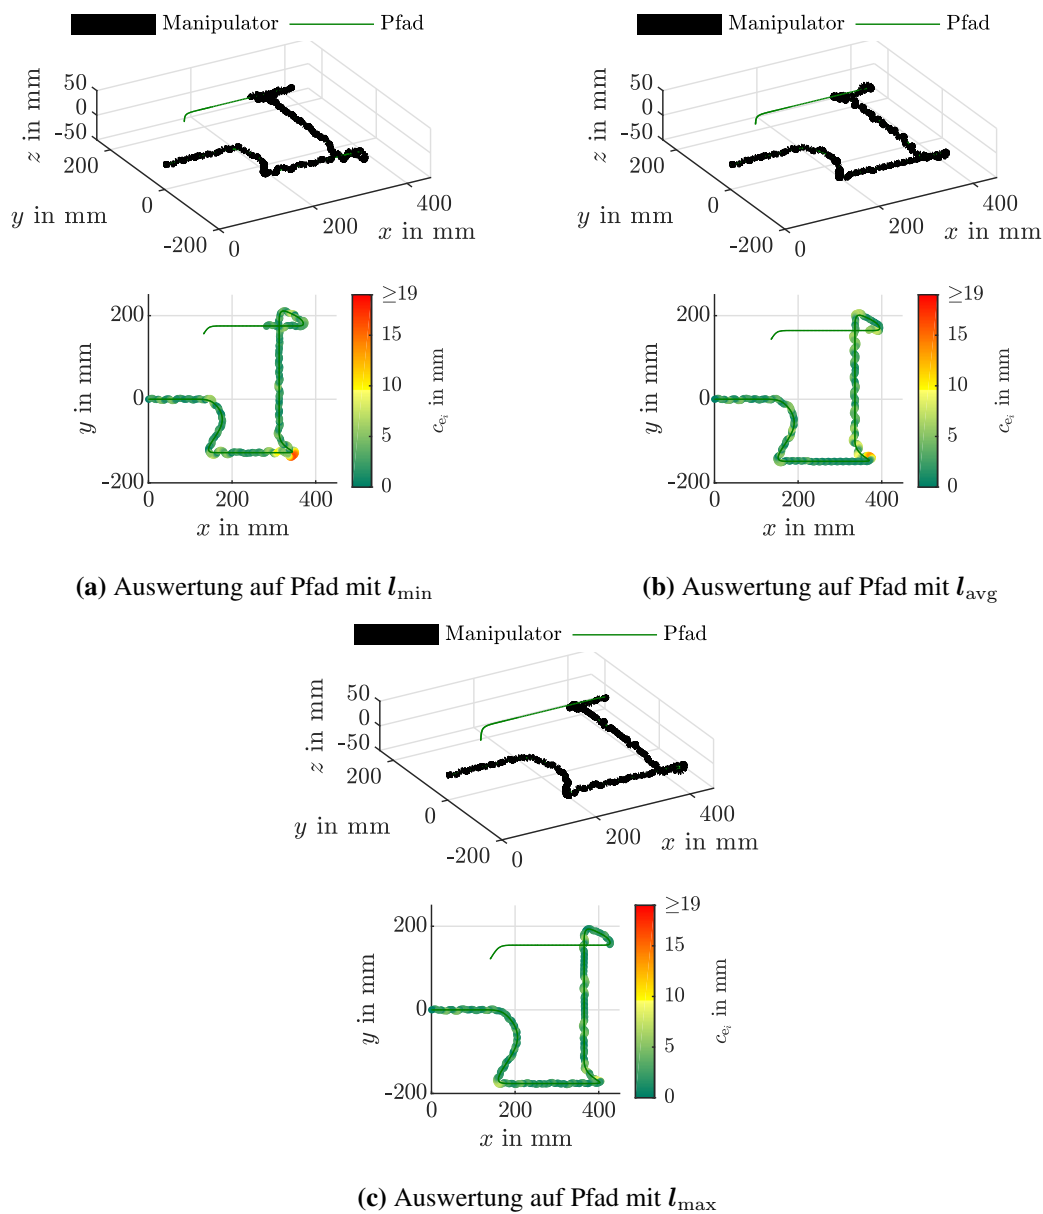 Manipulator Pfad
50
0
-50
z in mm
200
0
-200
y in mm
0
200
400
x in mm
200
0
-200
y in mm
0 200 400
x in mm
≥19
15
10
5
0
c_{e_i} in mm
(a) Auswertung auf Pfad mit l_min
Manipulator Pfad
50
0
-50
z in mm
200
0
-200
y in mm
0
200
400
x in mm
200
0
-200
y in mm
0 200 400
x in mm
≥19
15
10
5
0
c_{e_i} in mm
(b) Auswertung auf Pfad mit l_avg
Manipulator Pfad
50
0
-50
z in mm
200
0
-200
y in mm
0
200
400
x in mm
200
0
-200
y in mm
0 200 400
x in mm
≥19
15
10
5
0
c_{e_i} in mm
(c) Auswertung auf Pfad mit l_max